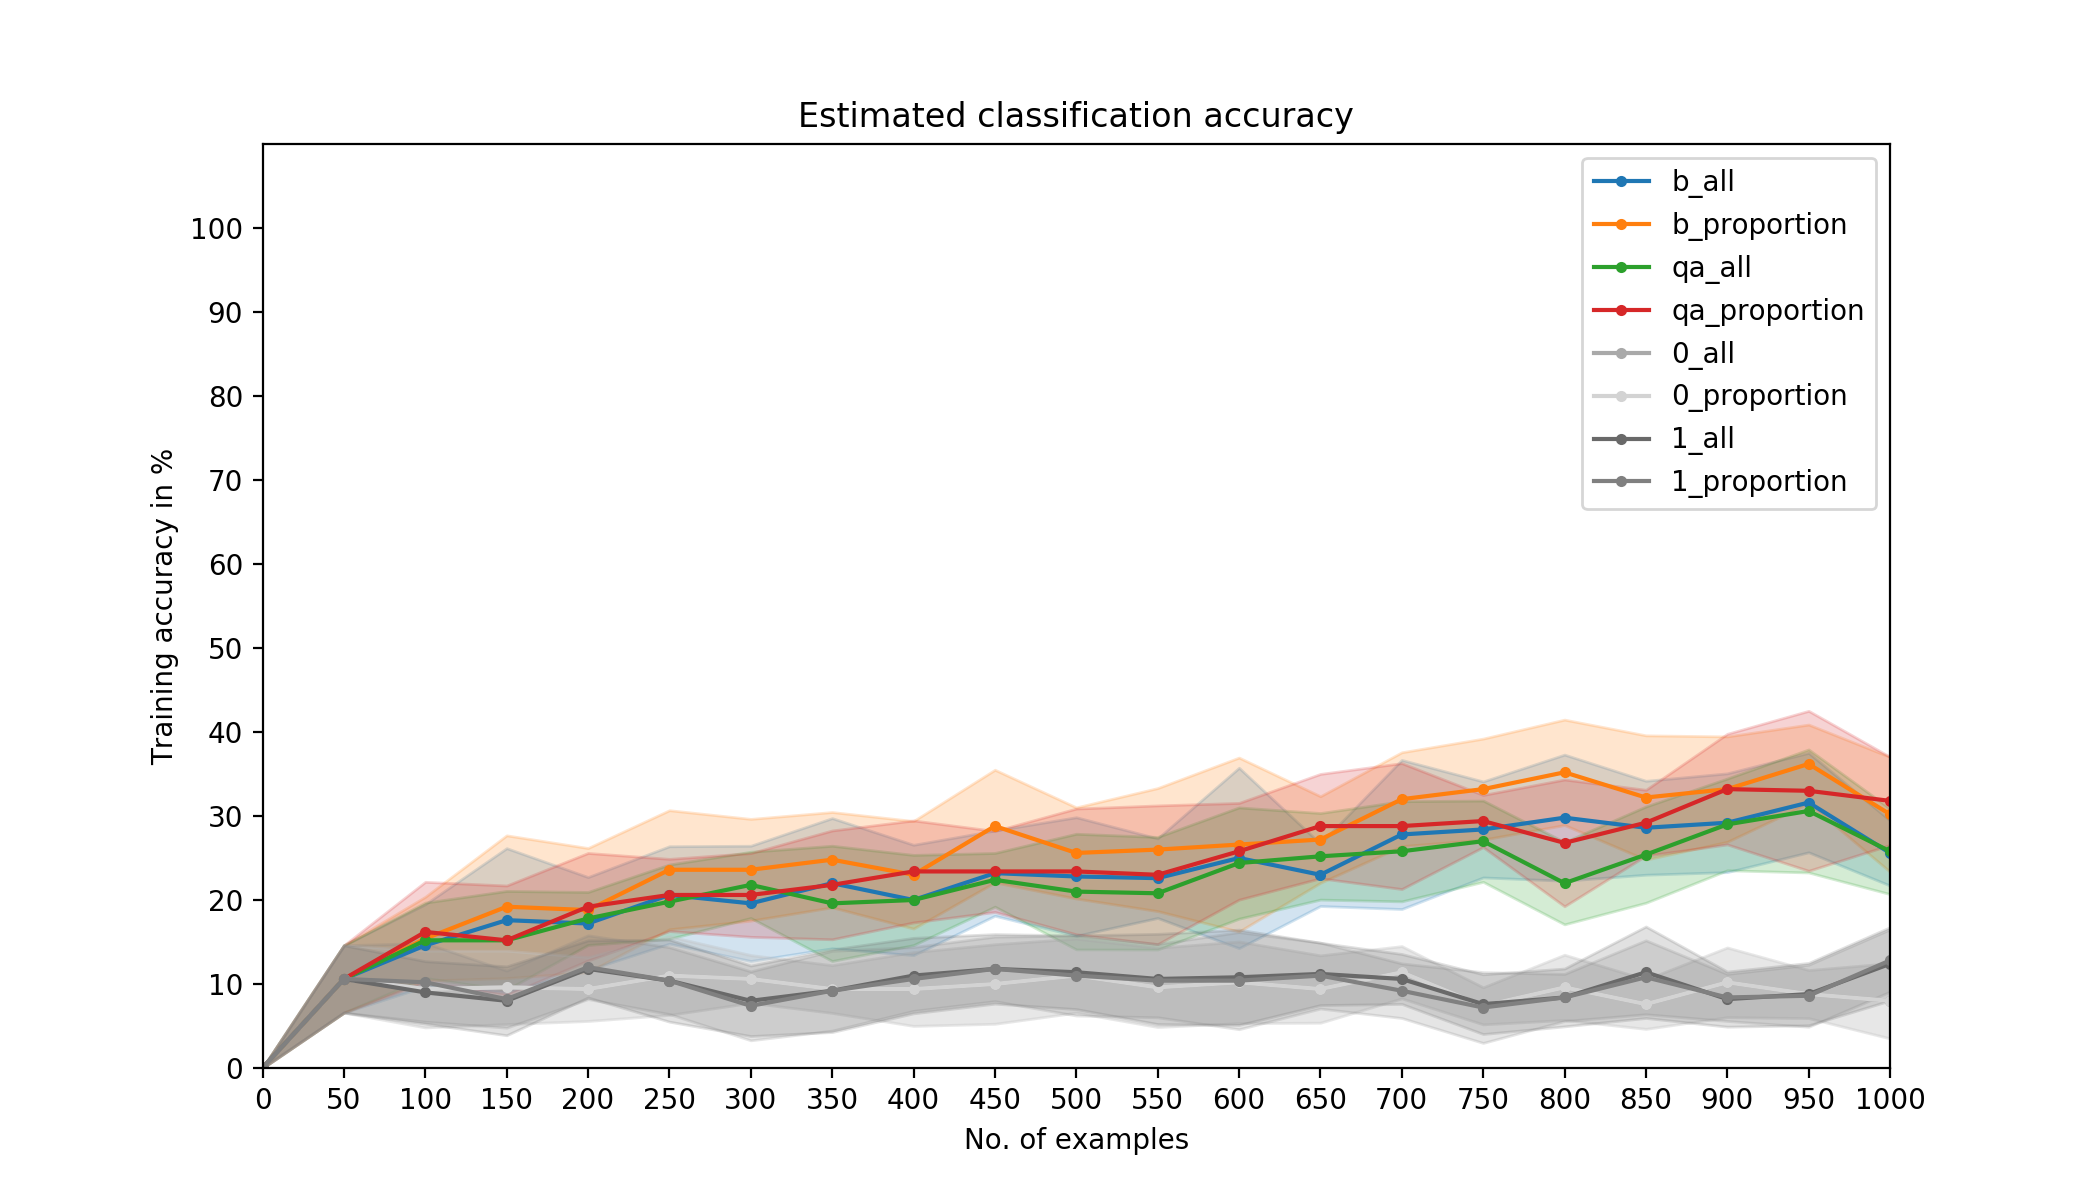 Estimated classification accuracy
Training accuracy in %
100
90
80
70
60
50
40
30
20
10
0
b_all
b_proportion
qa_all
qa_proportion
0_all
0_proportion
1_all
1_proportion
0 50 100 150 200 250 300 350 400 450 500 550 600 650 700 750 800 850 900 950 1000
No. of examples